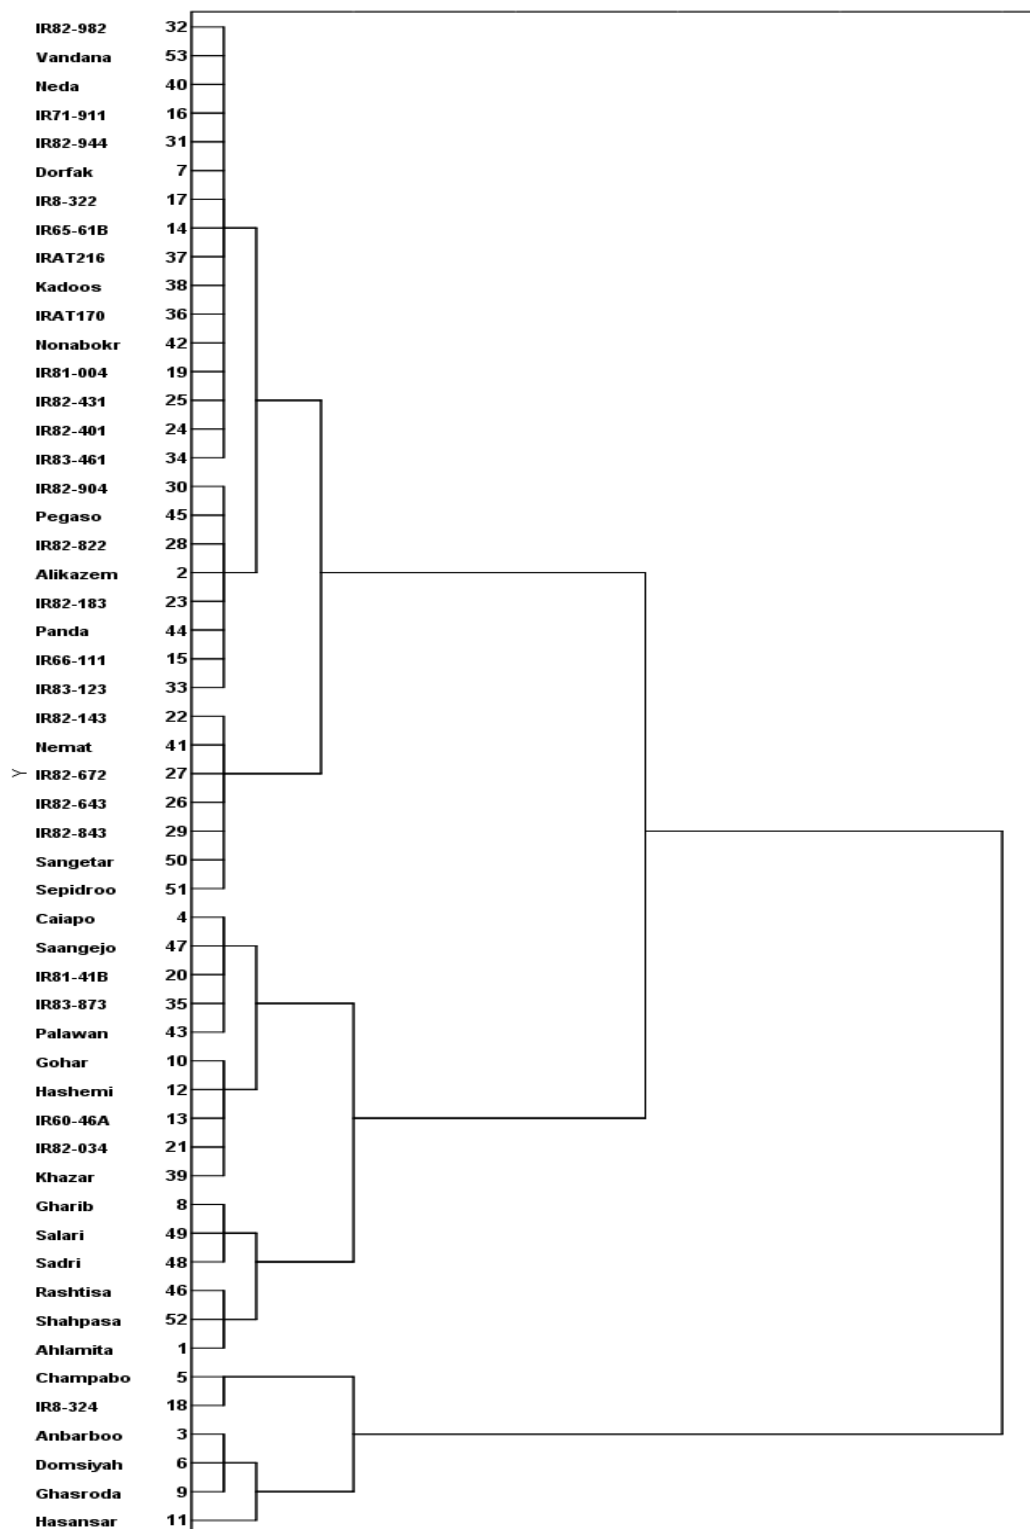 IR82-982 32
Vandana 53
Neda 40
IR71-911 16
IR82-944 31
Dorfak 7
IR8-322 17
IR65-61B 14
IRAT216 37
Kadoos 38
IRAT170 36
Nonabokr 42
IR81-004 19
IR82-431 25
IR82-401 24
IR83-461 34
IR82-904 30
Pegaso 45
IR82-822 28
Alikazem 2
IR82-183 23
Panda 44
IR66-111 15
IR83-123 33
IR82-143 22
Nemat 41
Y IR82-672 27
IR82-643 26
IR82-843 29
Sangetar 50
Sepidroo 51
Caiapo 4
Saangejo 47
IR81-41B 20
IR83-873 35
Palawan 43
Gohar 10
Hashemi 12
IR60-46A 13
IR82-034 21
Khazar 39
Gharib 8
Salari 49
Sadri 48
Rashtisa 46
Shahpasa 52
Ahlamita 1
Champabo 5
IR8-324 18
Anbarboo 3
Domsiyah 6
Ghasroda 9
Hasansar 11